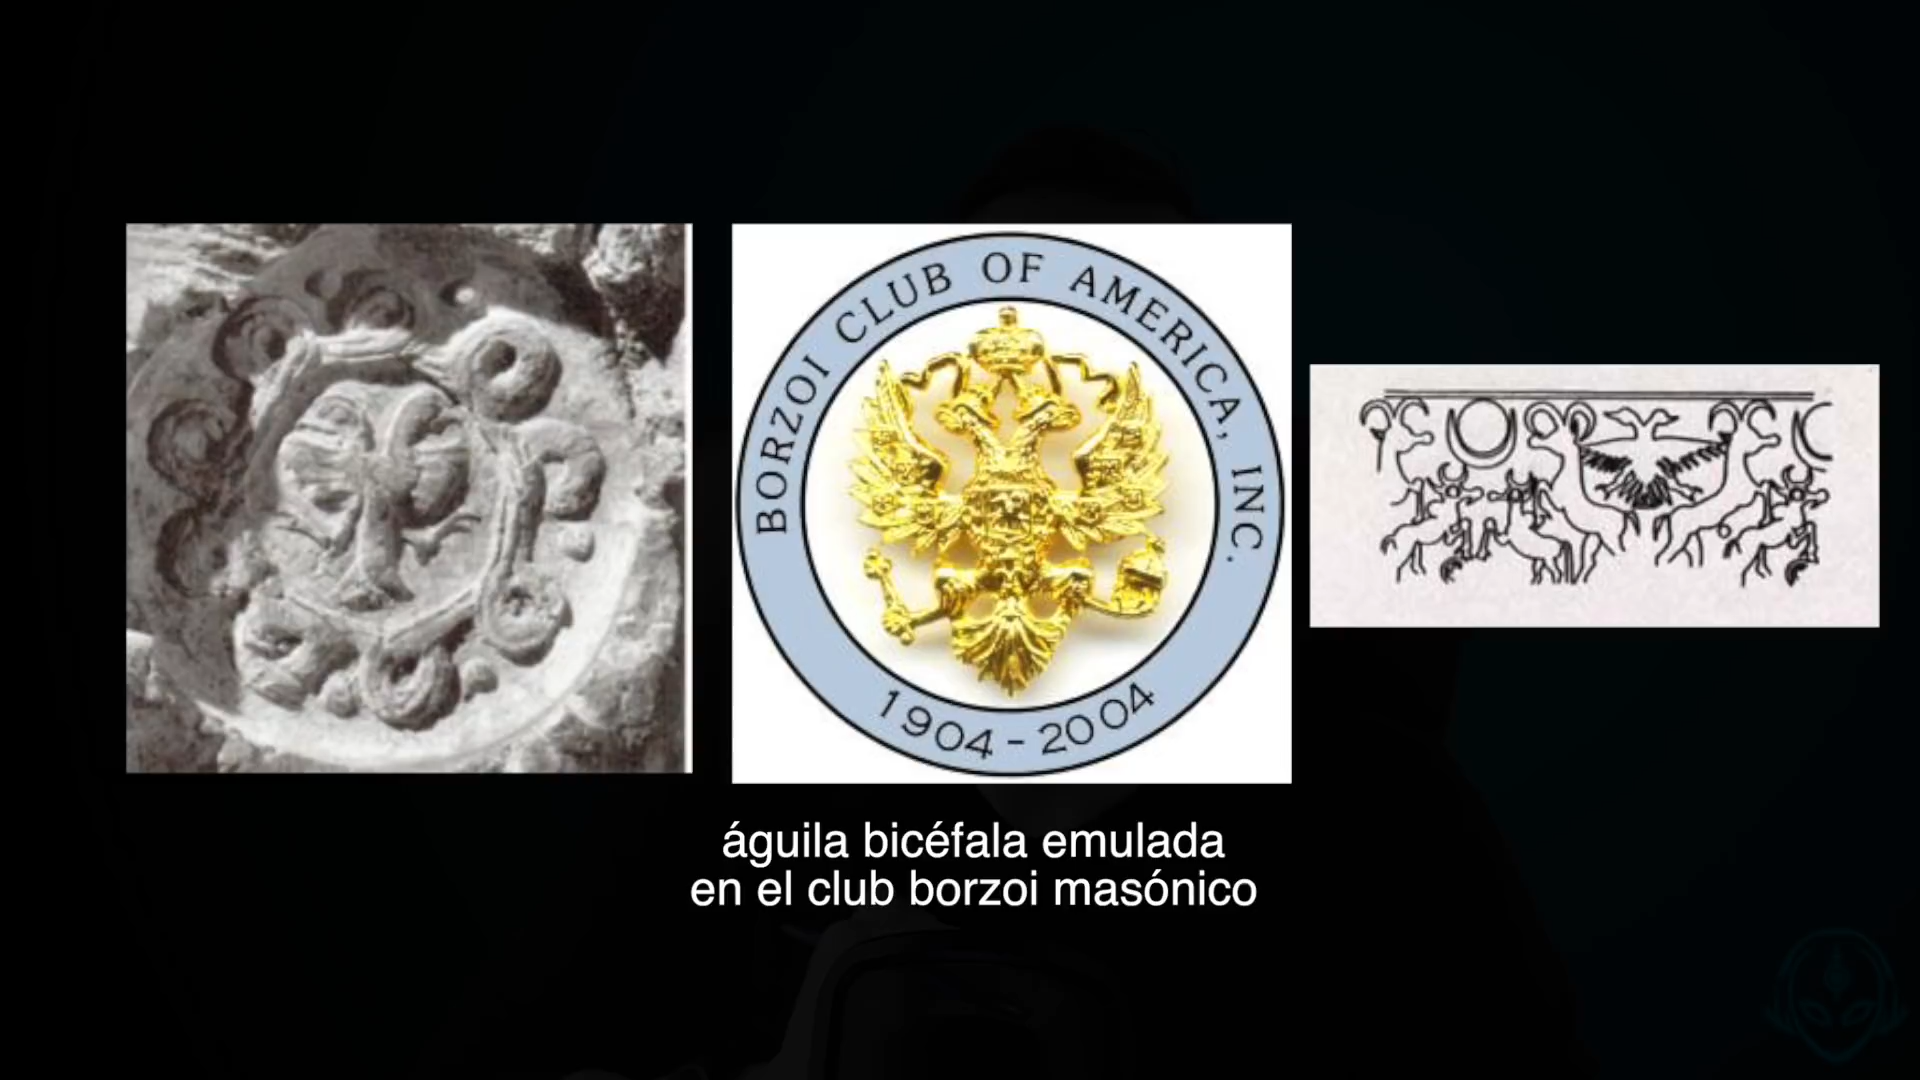 BORZOI CLUB OF AMERICA, INC.
1904-2004
águila bicéfala emulada
en el club borzoi masónico